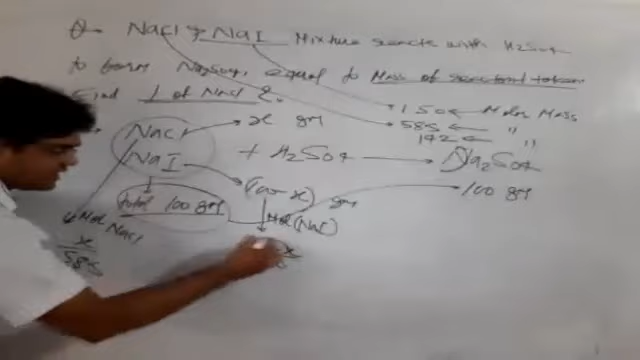 Q- NaCl & NaI Mixture reacts with H2SO4
to form Na2SO4, equal to Mass of reactant taken
Find % of NaCl ?.
150 ← Molar Mass
58.5 ← "
142 ← "
NaCl → x gm
NaI + H2SO4 → Na2SO4
(100-x) gm 100 gm
total 100 gm
Mol NaCl Mol (NaI)
x/58.5